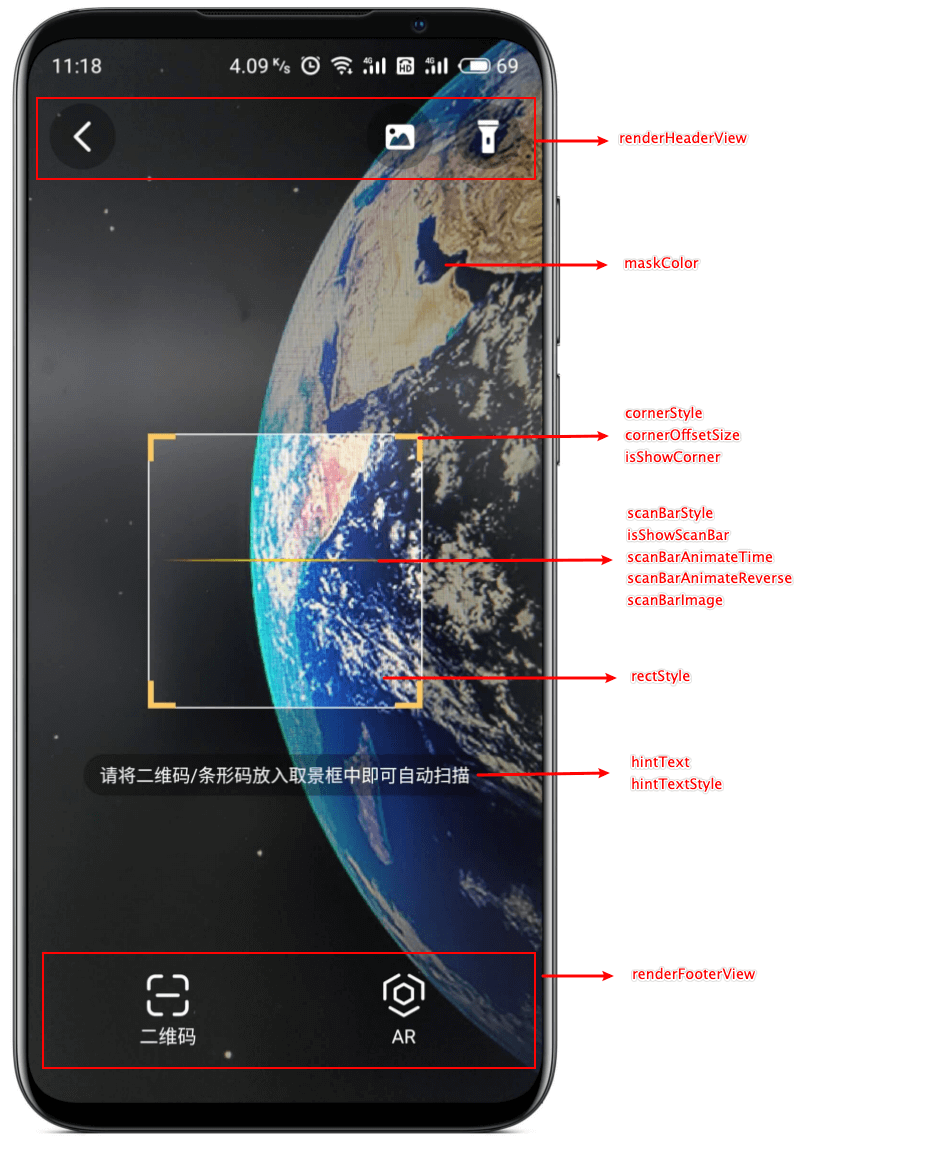 11:18
4.09 K/s 4G HD 4G 69
renderHeaderView
maskColor
cornerStyle
cornerOffsetSize
isShowCorner
scanBarStyle
isShowScanBar
scanBarAnimateTime
scanBarAnimateReverse
scanBarImage
rectStyle
请将二维码/条形码放入取景框中即可自动扫描
hintText
hintTextStyle
renderFooterView
二维码
AR